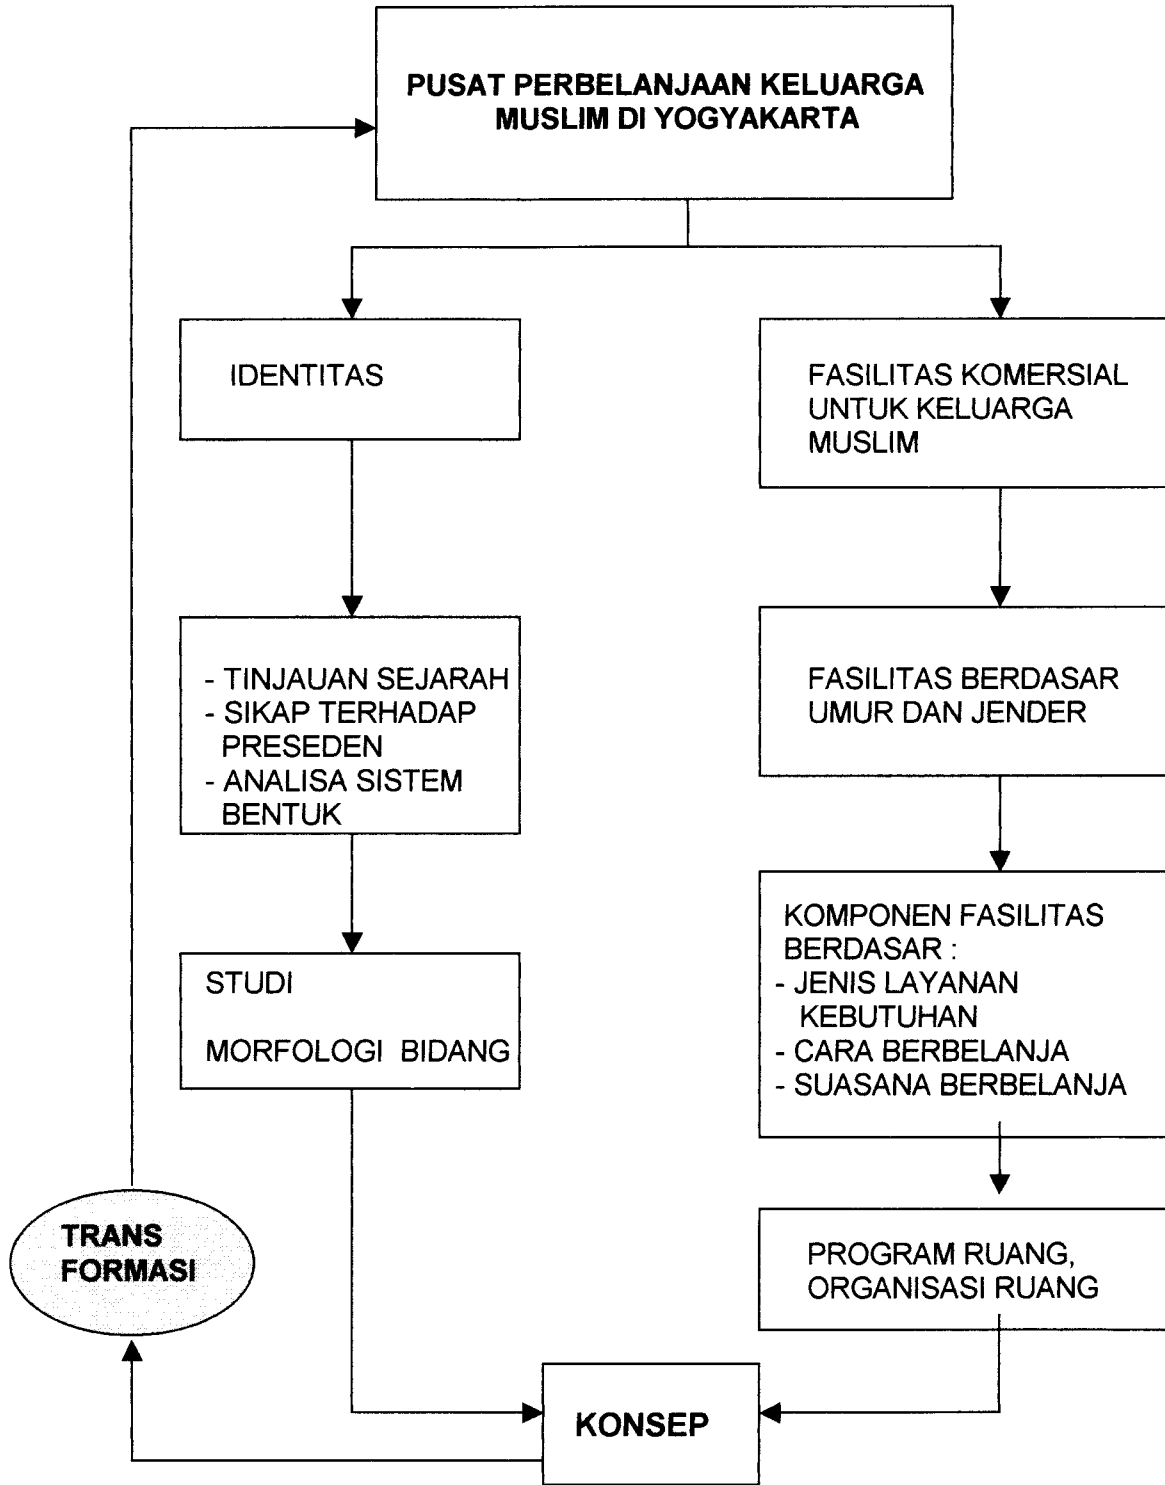 PUSAT PERBELANJAAN KELUARGA
MUSLIM DI YOGYAKARTA
IDENTITAS
FASILITAS KOMERSIAL
UNTUK KELUARGA
MUSLIM
- TINJAUAN SEJARAH
- SIKAP TERHADAP
PRESEDEN
- ANALISA SISTEM
BENTUK
FASILITAS BERDASAR
UMUR DAN JENDER
STUDI
MORFOLOGI BIDANG
KOMPONEN FASILITAS
BERDASAR :
- JENIS LAYANAN
KEBUTUHAN
- CARA BERBELANJA
- SUASANA BERBELANJA
TRANS
FORMASI
PROGRAM RUANG,
ORGANISASI RUANG
KONSEP